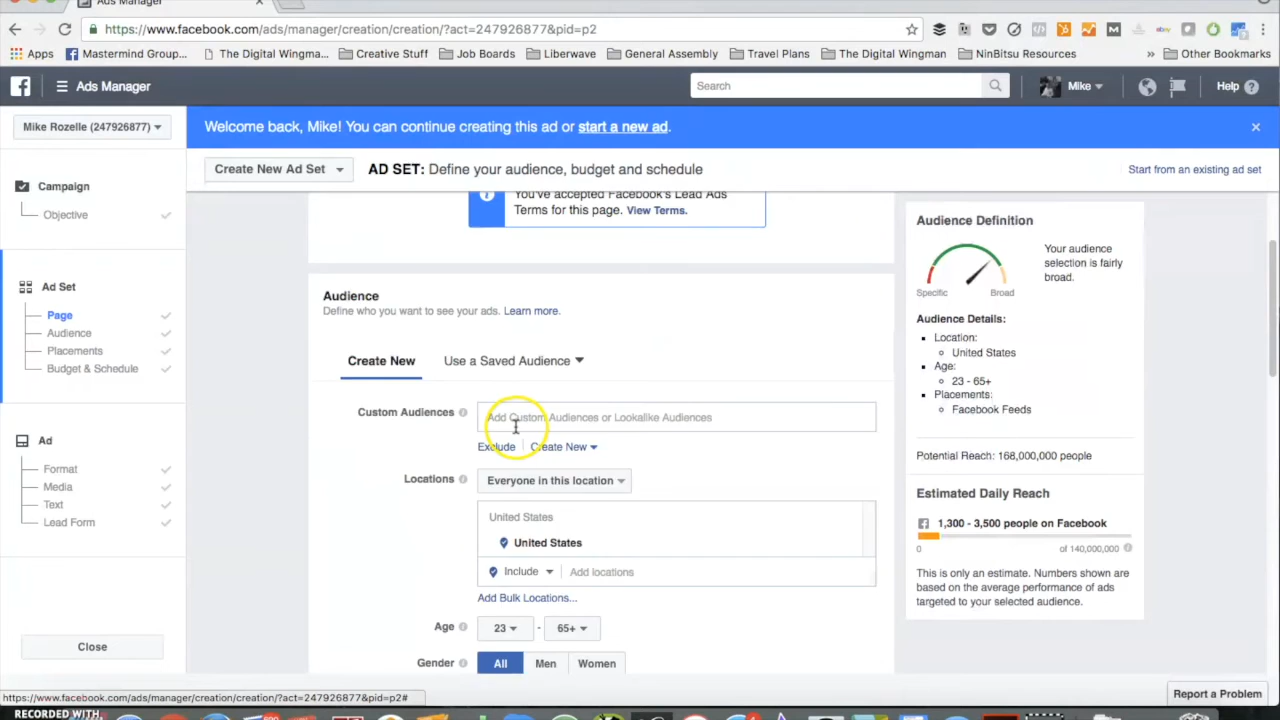 Ads Manager
https://www.facebook.com/ads/manager/creation/creation/?act=247926877&pid=p2
Apps
Mastermind Group...
The Digital Wingma...
Creative Stuff
Job Boards
Liberwave
General Assembly
Travel Plans
The Digital Wingman
NinBitsu Resources
»
Other Bookmarks
Ads Manager
Search
Mike
Help
Mike Rozelle (247926877)
Welcome back, Mike! You can continue creating this ad or start a new ad.
Create New Ad Set
AD SET: Define your audience, budget and schedule
Start from an existing ad set
Campaign
Objective
Ad Set
Page
Audience
Placements
Budget & Schedule
Ad
Format
Media
Text
Lead Form
Close
You've accepted Facebook's Lead Ads
Terms for this page. View Terms.
Audience
Define who you want to see your ads. Learn more.
Create New
Use a Saved Audience
Custom Audiences
Add Custom Audiences or Lookalike Audiences
Exclude
Create New
Locations
Everyone in this location
United States
United States
Include
Add locations
Add Bulk Locations...
Age
23 - 65+
Gender
All
Men
Women
Audience Definition
Your audience
selection is fairly
broad.
Specific
Broad
Audience Details:
Location:
United States
Age:
23 - 65+
Placements:
Facebook Feeds
Potential Reach: 168,000,000 people
Estimated Daily Reach
1,300 - 3,500 people on Facebook
0
of 140,000,000
This is only an estimate. Numbers shown are
based on the average performance of ads
targeted to your selected audience.
https://www.facebook.com/ads/manager/creation/creation/?act=247926877&pid=p2#
Report a Problem
RECORDED WITH